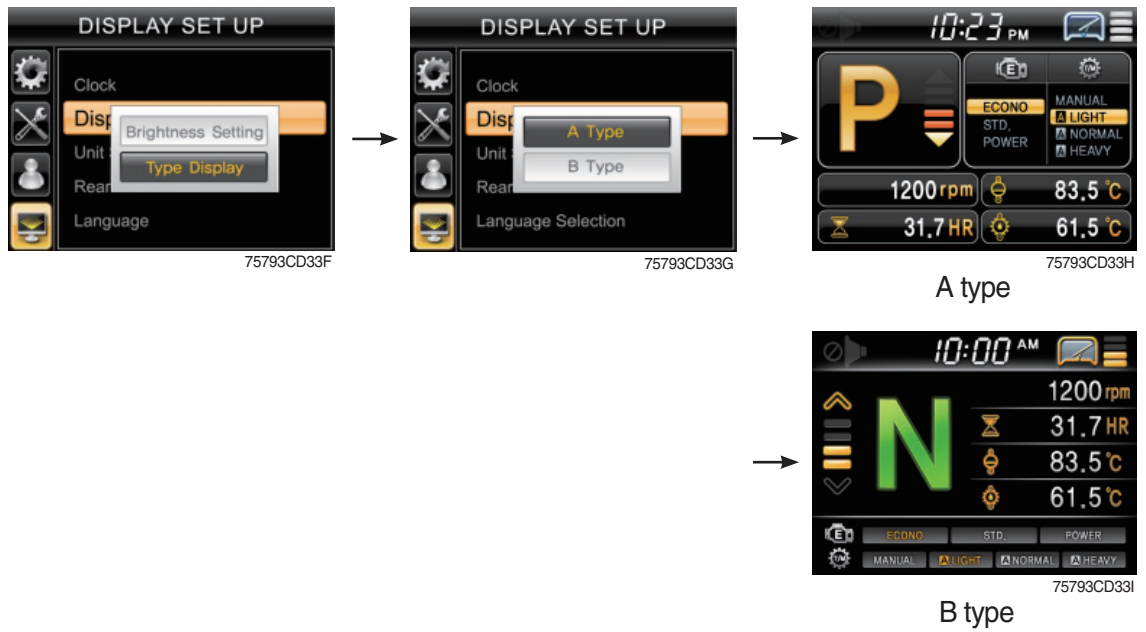 DISPLAY SET UP
Clock
Disp
Brightness Setting
Unit
Type Display
Rear
Language
75793CD33F
DISPLAY SET UP
Clock
Disp
A Type
Unit
B Type
Rear
Language Selection
75793CD33G
10:23 PM
P
E
T/M
ECONO
STD.
POWER
MANUAL
A LIGHT
A NORMAL
A HEAVY
1200 rpm
83.5 °C
31.7 HR
61.5 °C
75793CD33H
A type
10:00 AM
N
1200 rpm
31.7 HR
83.5 °C
61.5 °C
E ECONO STD. POWER
T/M MANUAL A LIGHT A NORMAL A HEAVY
75793CD33I
B type